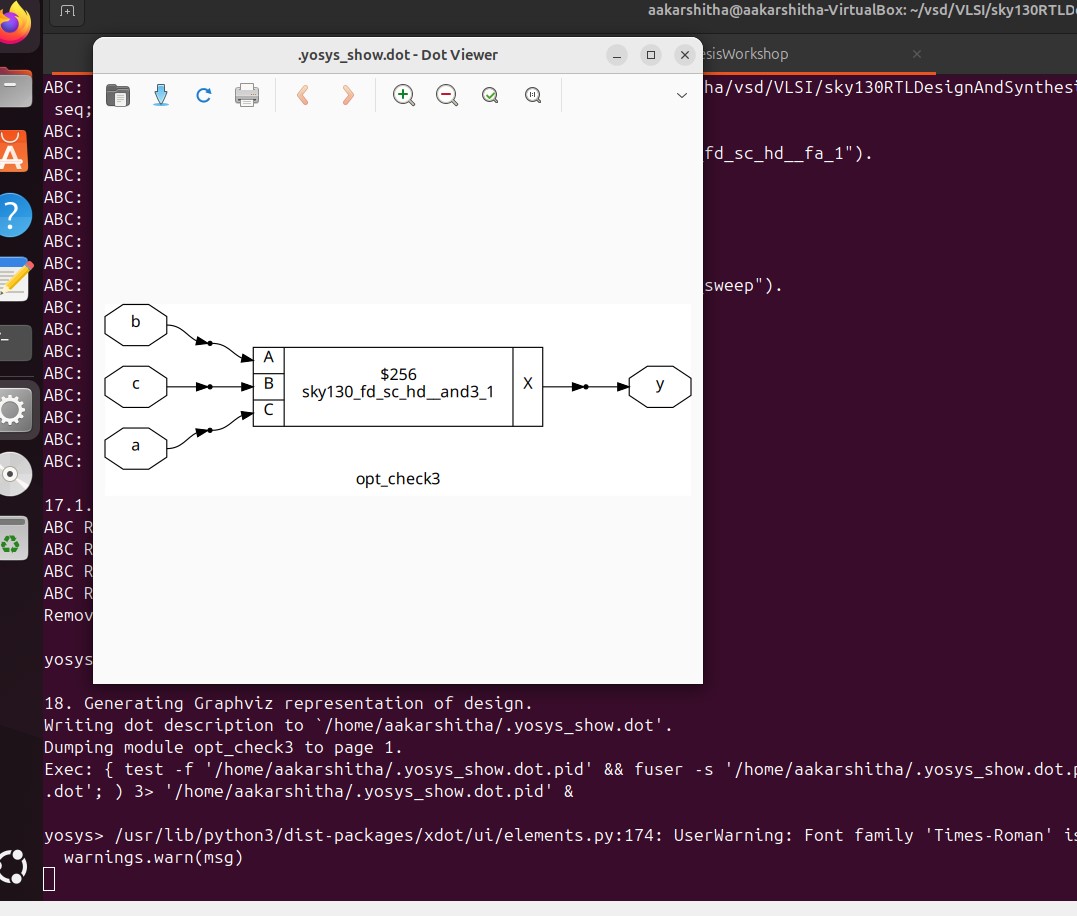 aakarshitha@aakarshitha-VirtualBox: ~/vsd/VLSI/sky130RTLD
.yosys_show.dot - Dot Viewer
esisWorkshop
ABC: ha/vsd/VLSI/sky130RTLDesignAndSynthesi
seq;
ABC:
ABC: fd_sc_hd__fa_1").
ABC:
ABC:
ABC:
ABC:
ABC:
ABC: sweep").
ABC:
ABC:
ABC:
ABC:
ABC:
ABC:
ABC:
ABC:
b
c
a
A
B
C
$256
sky130_fd_sc_hd__and3_1
X
y
opt_check3
17.1.
ABC R
ABC R
ABC R
ABC R
Remov
yosys
18. Generating Graphviz representation of design.
Writing dot description to `/home/aakarshitha/.yosys_show.dot'.
Dumping module opt_check3 to page 1.
Exec: { test -f '/home/aakarshitha/.yosys_show.dot.pid' && fuser -s '/home/aakarshitha/.yosys_show.dot.p
.dot'; ) 3> '/home/aakarshitha/.yosys_show.dot.pid' &
yosys> /usr/lib/python3/dist-packages/xdot/ui/elements.py:174: UserWarning: Font family 'Times-Roman' is
warnings.warn(msg)